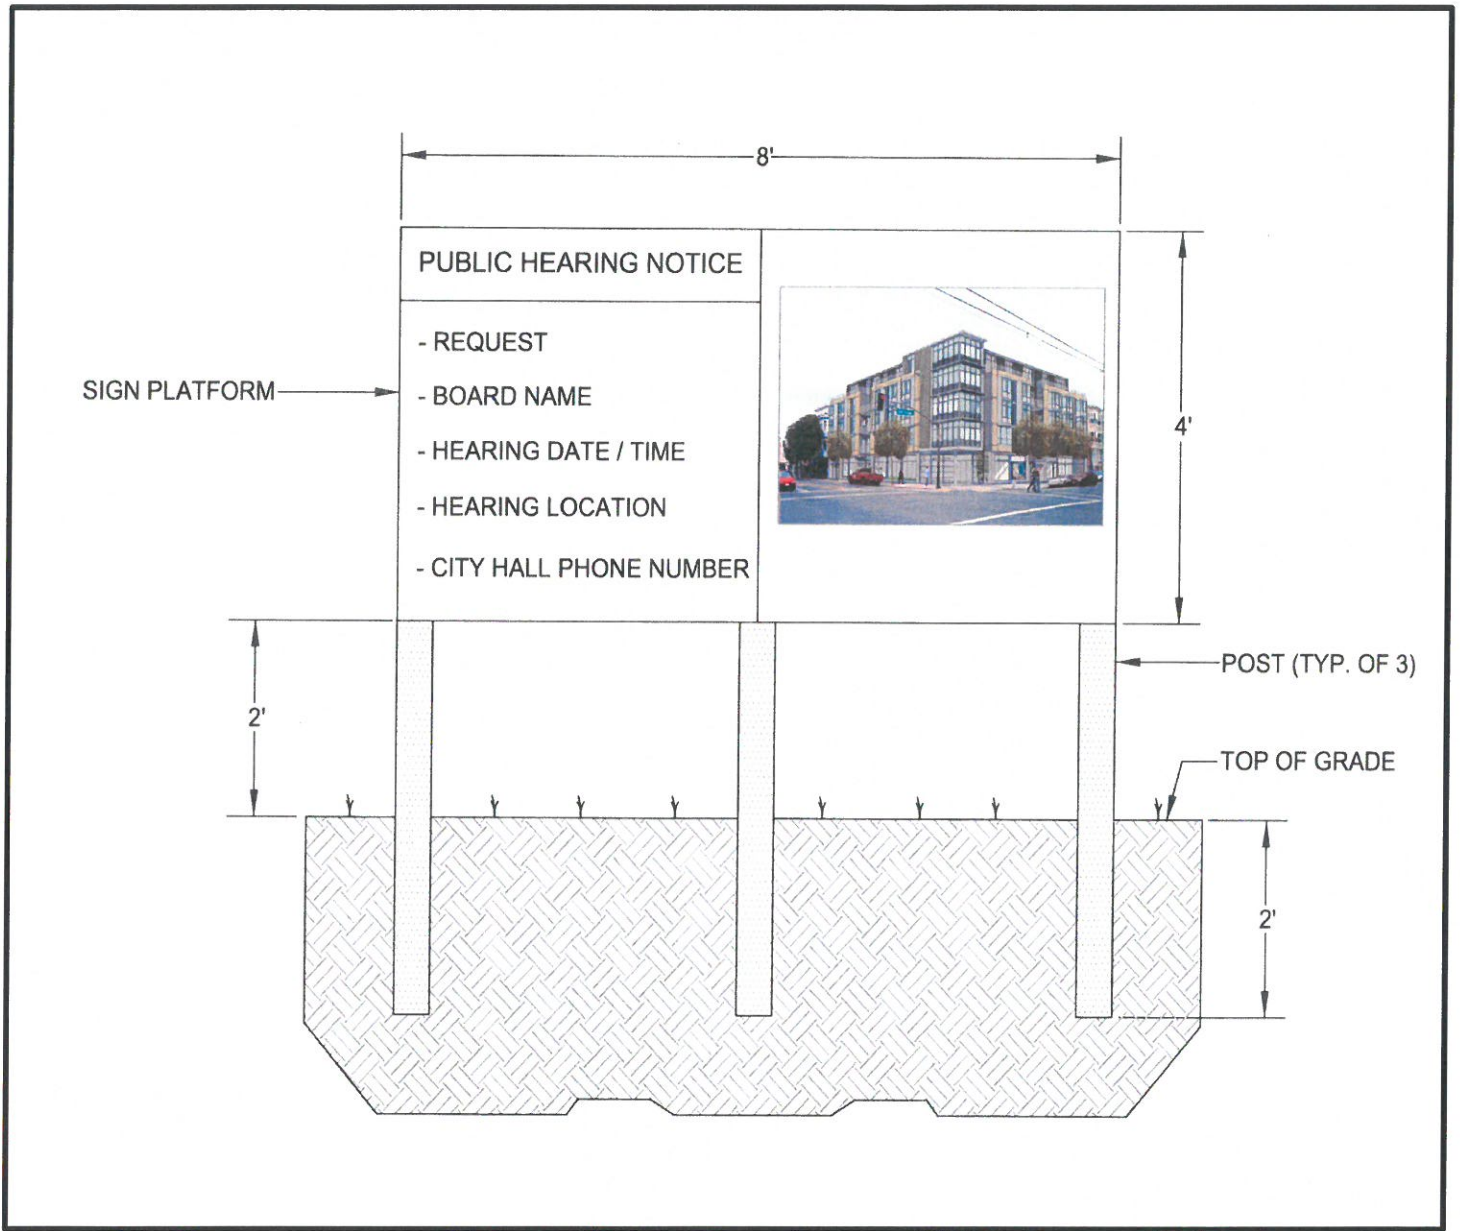 8'
PUBLIC HEARING NOTICE
- REQUEST
- BOARD NAME
- HEARING DATE / TIME
- HEARING LOCATION
- CITY HALL PHONE NUMBER
SIGN PLATFORM
4'
2'
POST (TYP. OF 3)
TOP OF GRADE
2'